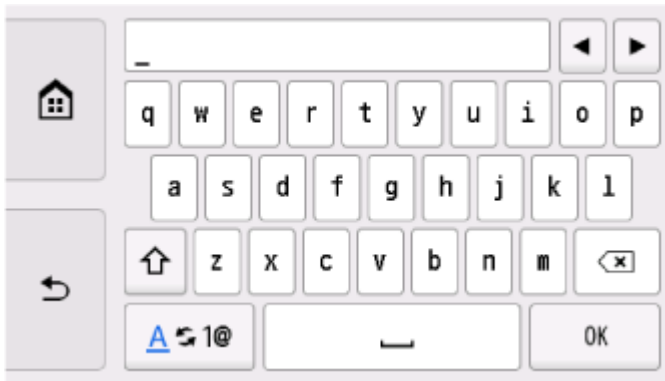 _
q w e r t y u i o p
a s d f g h j k l
z x c v b n m
A 1@ OK